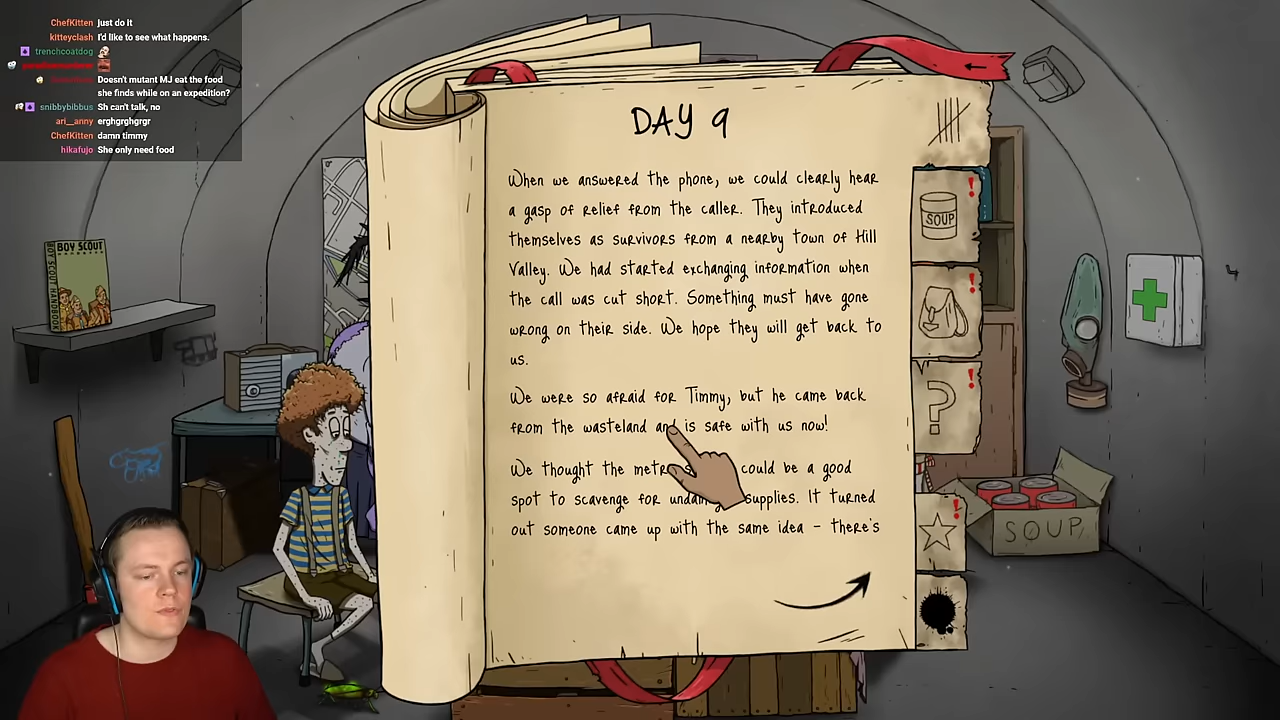 ChefKitten Just do it
kitteyclash I'd like to see what happens.
trenchcoatdog
Doesn't mutant MJ eat the food
she finds while on an expedition?
snibbybibbus Sh can't talk, no
ari__anny erghgrghgrgr
ChefKitten damn timmy
hikafujo She only need food
DAY 9
When we answered the phone, we could clearly hear
a gasp of relief from the caller. They introduced
themselves as survivors from a nearby town of Hill
Valley. We had started exchanging information when
the call was cut short. Something must have gone
wrong on their side. We hope they will get back to
us.
We were so afraid for Timmy, but he came back
from the wasteland and is safe with us now!
We thought the could be a good
spot to scavenge for supplies. It turned
out someone came up with the same idea - there's
SOUP
?
BOY SCOUT
BOY SCOUT HANDBOOK
SOUP